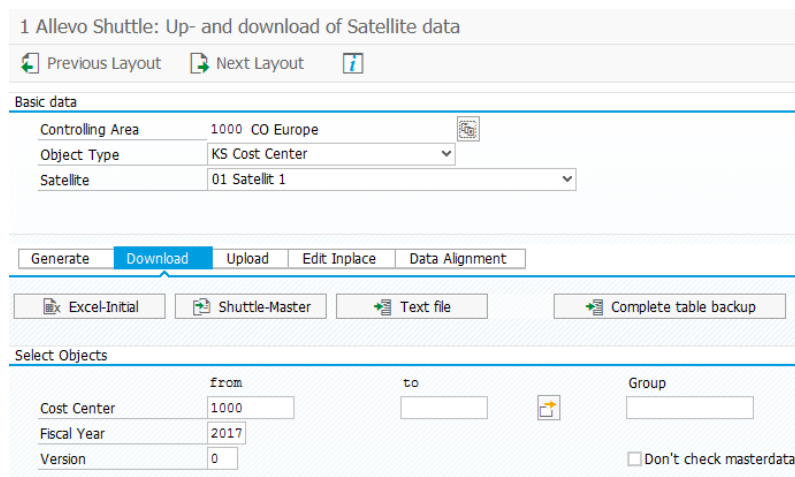 1 Allevo Shuttle: Up- and download of Satellite data
Previous Layout Next Layout i
Basic data
Controlling Area 1000 CO Europe
Object Type KS Cost Center
Satellite 01 Satellit 1
Generate Download Upload Edit Inplace Data Alignment
Excel-Initial Shuttle-Master Text file Complete table backup
Select Objects
from to Group
Cost Center 1000
Fiscal Year 2017
Version 0 Don't check masterdata